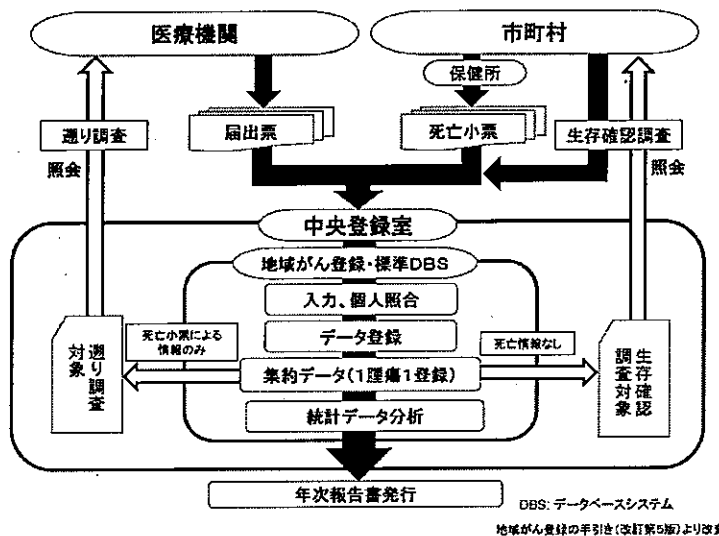 医療機関
市町村
保健所
届出票
死亡小票
遡り調査
照会
生存確認調査
照会
中央登録室
地域がん登録・標準DBS
入力、個人照合
データ登録
死亡小票による
情報のみ
死亡情報なし
遡り調査
対象
集約データ(1腫瘍1登録)
生存確認
調査対象
統計データ分析
年次報告書発行
DBS: データベースシステム
地域がん登録の手引き(改訂第5版)より改変